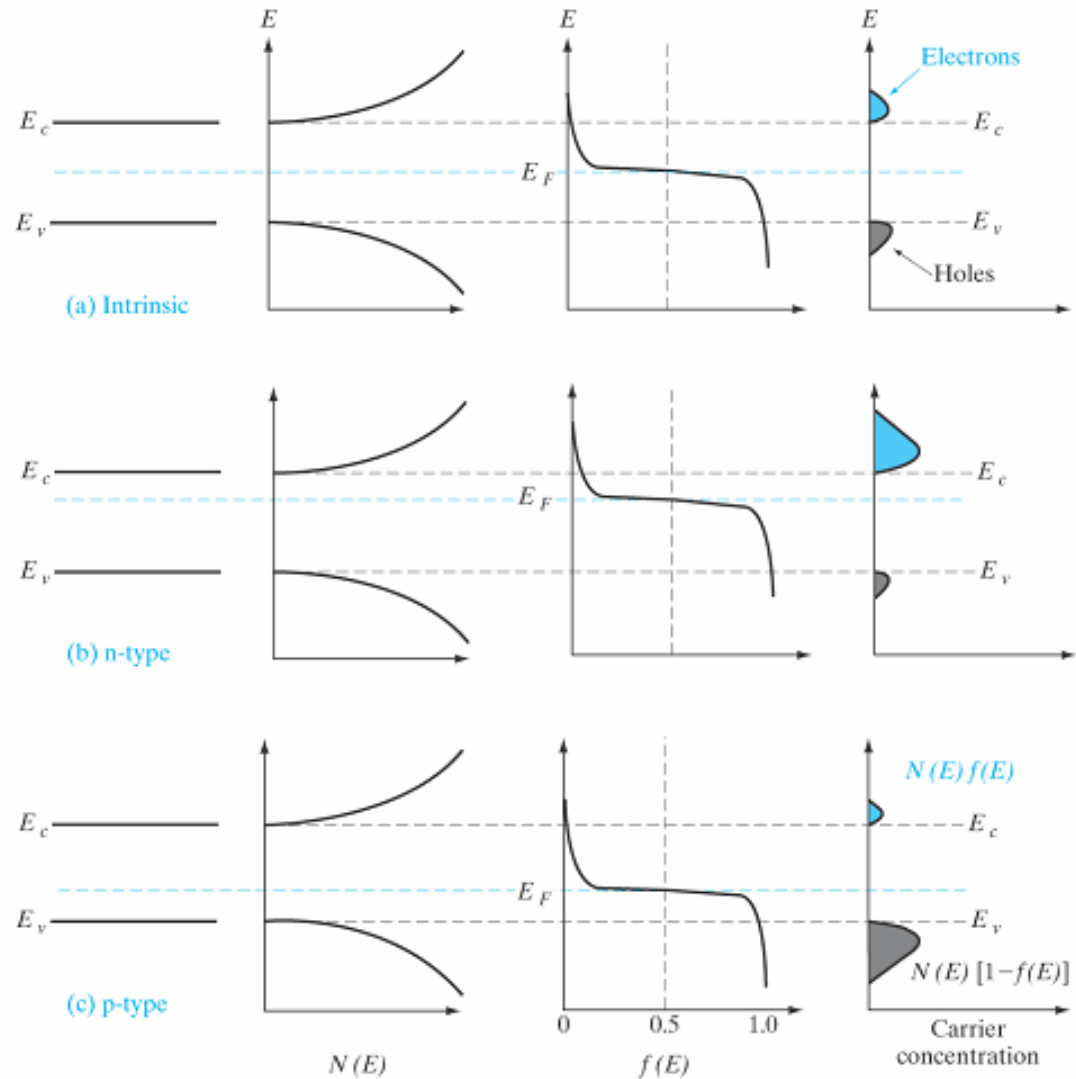 E E E
Electrons
E_c E_c
E_F
E_v E_v
Holes
(a) Intrinsic
E_c E_c
E_F
E_v E_v
(b) n-type
N(E)f(E)
E_c E_c
E_F
E_v E_v
N(E) [1−f(E)]
(c) p-type
0 0.5 1.0
Carrier
concentration
N(E) f(E)